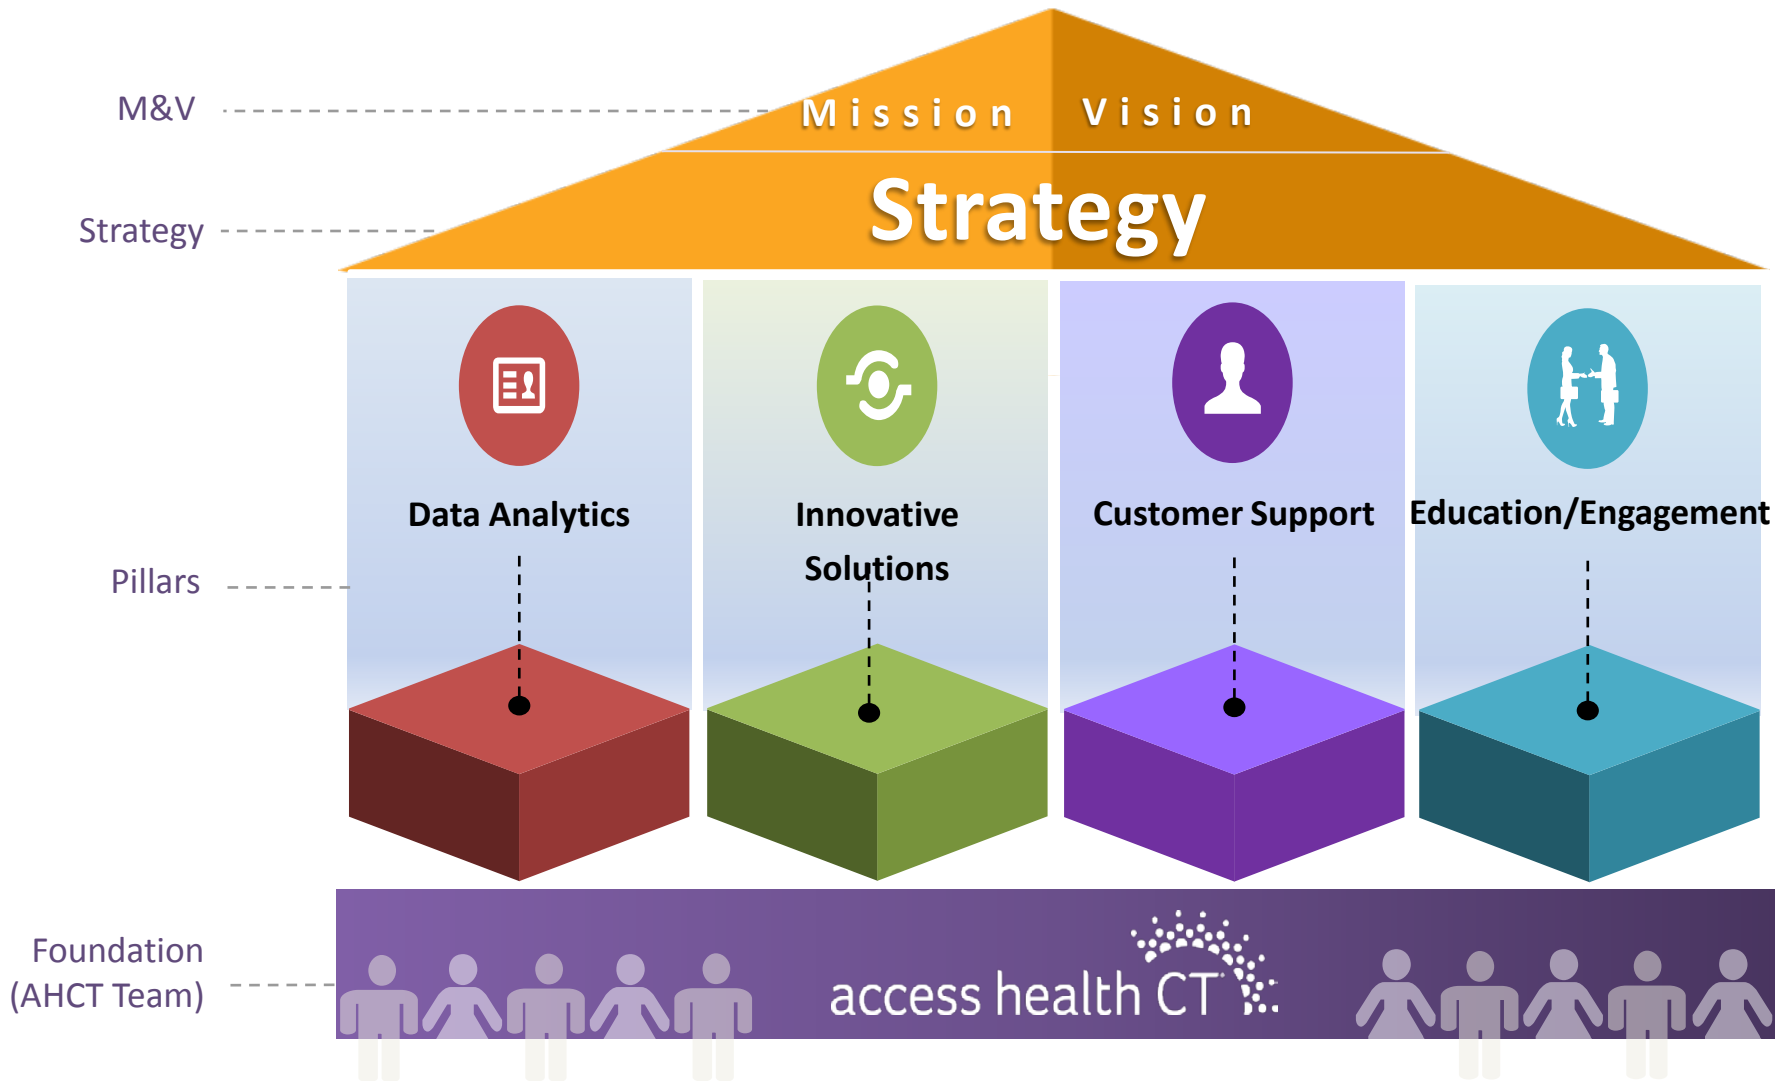 M&V
Mission Vision
Strategy
Strategy
Data Analytics
Innovative
Solutions
Customer Support
Education/Engagement
Pillars
Foundation
(AHCT Team)
access health CT